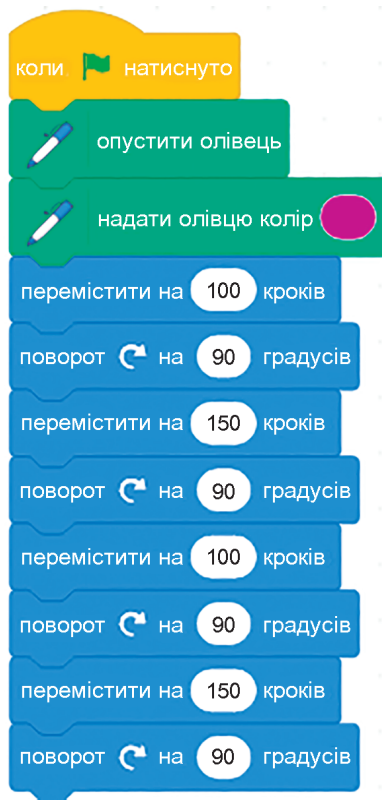 коли натиснуто
опустити олівець
надати олівцю колір
перемістити на 100 кроків
поворот на 90 градусів
перемістити на 150 кроків
поворот на 90 градусів
перемістити на 100 кроків
поворот на 90 градусів
перемістити на 150 кроків
поворот на 90 градусів